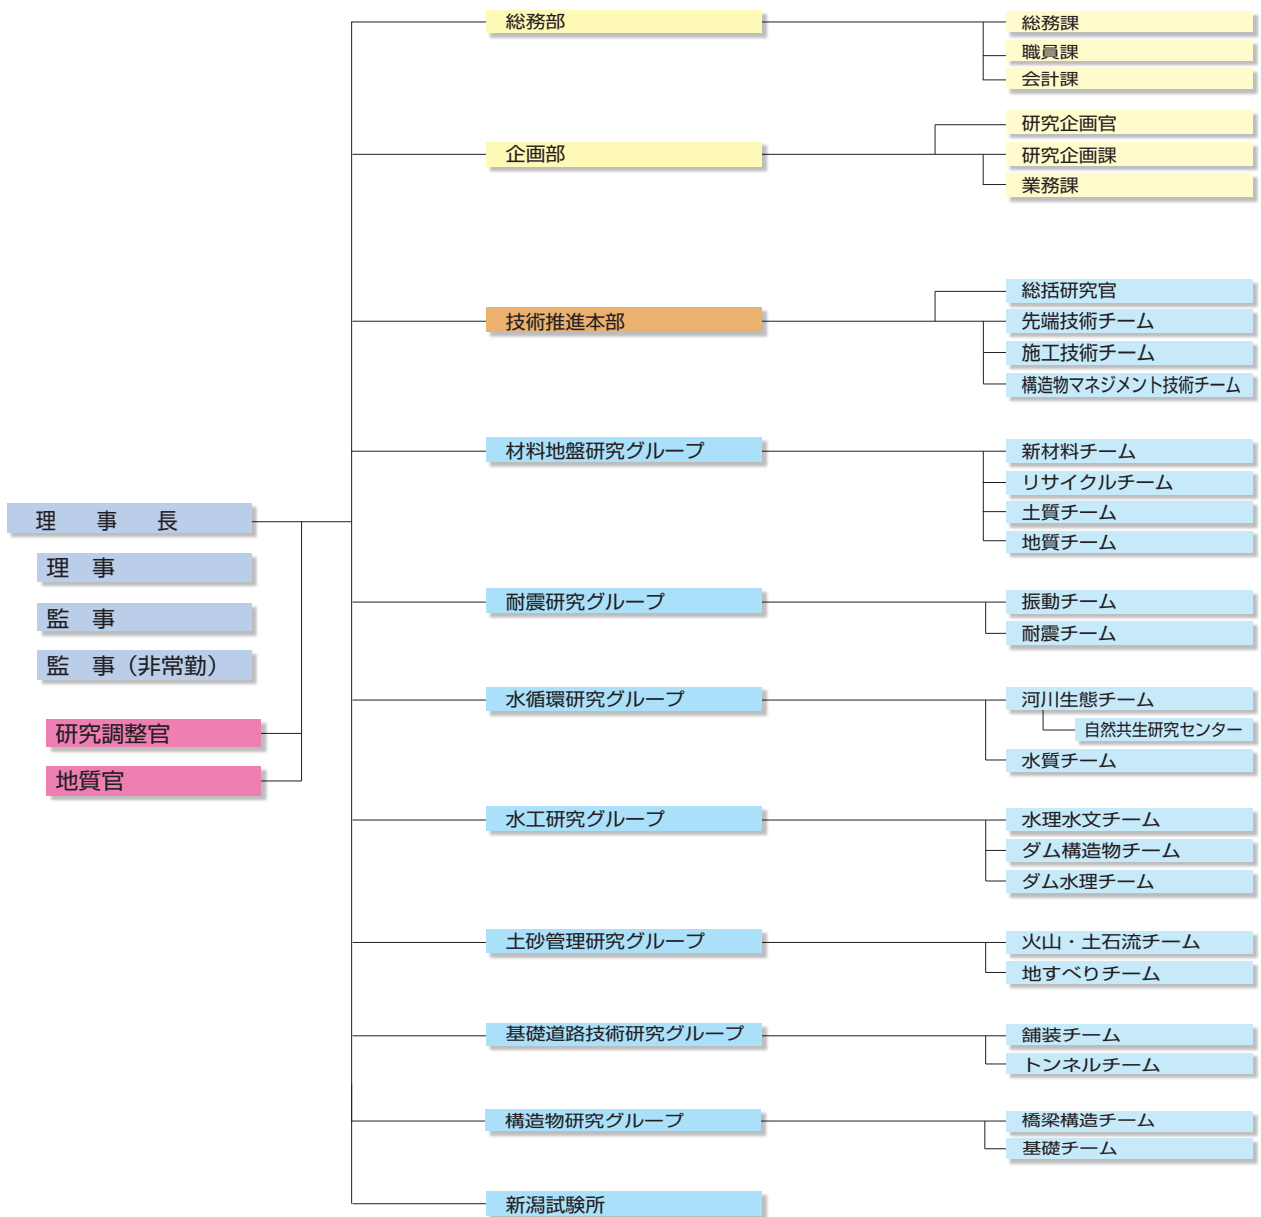 理　事　長
理　事
監　事
監　事（非常勤）
研究調整官
地質官
総務部
総務課
職員課
会計課
企画部
研究企画官
研究企画課
業務課
技術推進本部
総括研究官
先端技術チーム
施工技術チーム
構造物マネジメント技術チーム
材料地盤研究グループ
新材料チーム
リサイクルチーム
土質チーム
地質チーム
耐震研究グループ
振動チーム
耐震チーム
水循環研究グループ
河川生態チーム
自然共生研究センター
水質チーム
水工研究グループ
水理水文チーム
ダム構造物チーム
ダム水理チーム
土砂管理研究グループ
火山・土石流チーム
地すべりチーム
基礎道路技術研究グループ
舗装チーム
トンネルチーム
構造物研究グループ
橋梁構造チーム
基礎チーム
新潟試験所